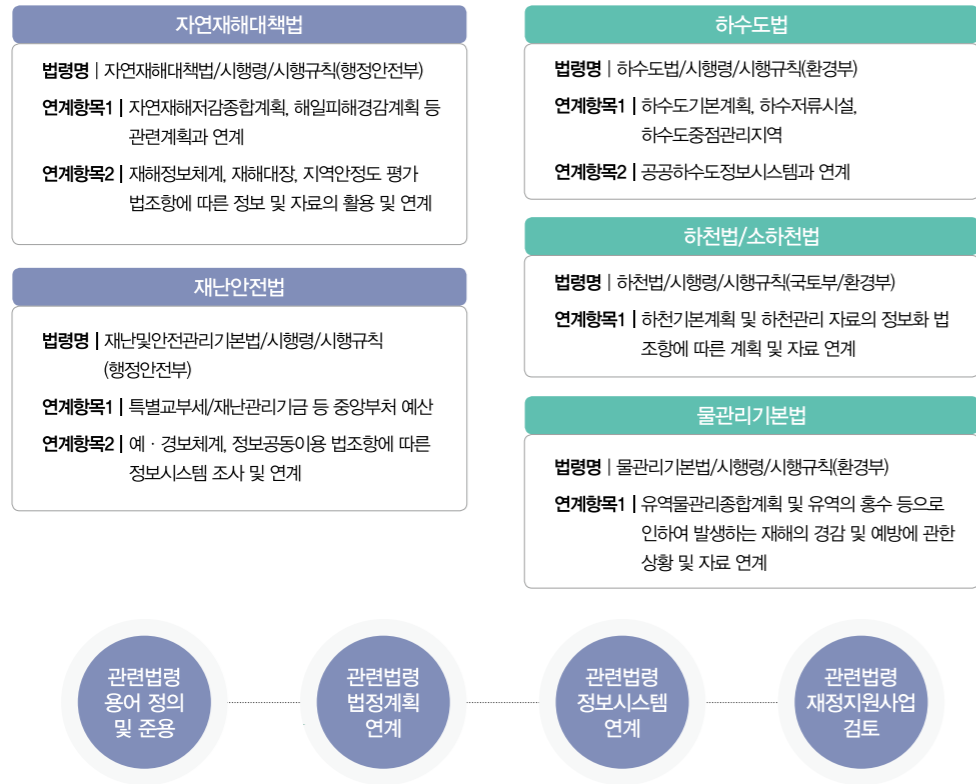 자연재해대책법
법령명 | 자연재해대책법/시행령/시행규칙(행정안전부)
연계항목1 | 자연재해저감종합계획, 해일피해경감계획 등
관련계획과 연계
연계항목2 | 재해정보체계, 재해대장, 지역안정도 평가
법조항에 따른 정보 및 자료의 활용 및 연계
재난안전법
법령명 | 재난및안전관리기본법/시행령/시행규칙
(행정안전부)
연계항목1 | 특별교부세/재난관리기금 등 중앙부처 예산
연계항목2 | 예 · 경보체계, 정보공동이용 법조항에 따른
정보시스템 조사 및 연계
하수도법
법령명 | 하수도법/시행령/시행규칙(환경부)
연계항목1 | 하수도기본계획, 하수저류시설,
하수도중점관리지역
연계항목2 | 공공하수도정보시스템과 연계
하천법/소하천법
법령명 | 하천법/시행령/시행규칙(국토부/환경부)
연계항목1 | 하천기본계획 및 하천관리 자료의 정보화 법
조항에 따른 계획 및 자료 연계
물관리기본법
법령명 | 물관리기본법/시행령/시행규칙(환경부)
연계항목1 | 유역물관리종합계획 및 유역의 홍수 등으로
인하여 발생하는 재해의 경감 및 예방에 관한
상황 및 자료 연계
관련법령
용어 정의
및 준용
관련법령
법정계획
연계
관련법령
정보시스템
연계
관련법령
재정지원사업
검토